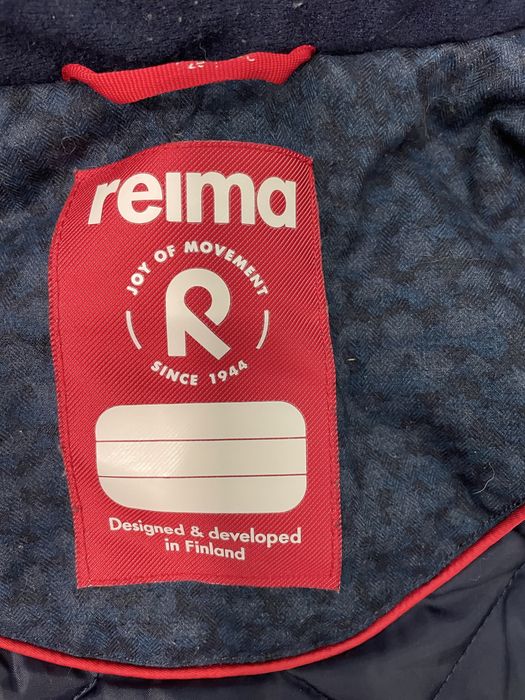 reima
JOY OF MOVEMENT
SINCE 1944
Designed & developed
in Finland